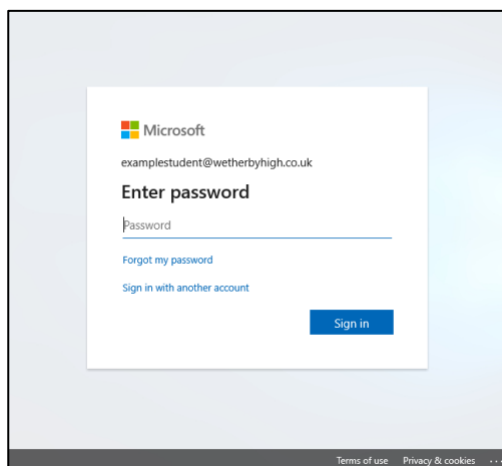 Microsoft
examplestudent@wetherbyhigh.co.uk
Enter password
Password
Forgot my password
Sign in with another account
Sign in
Terms of use Privacy & cookies ...